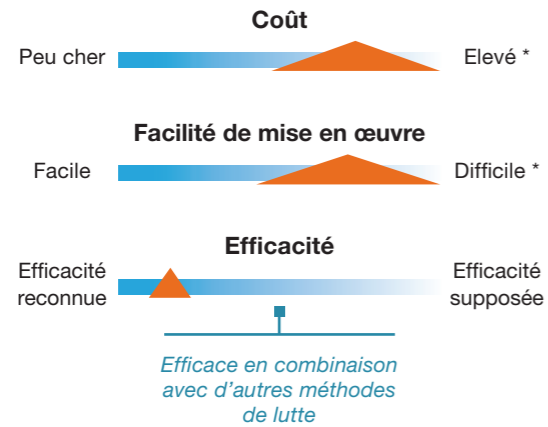 Coût
Peu cher
Elevé *
Facilité de mise en œuvre
Facile
Difficile *
Efficacité
Efficacité
reconnue
Efficacité
supposée
Efficace en combinaison
avec d'autres méthodes
de lutte